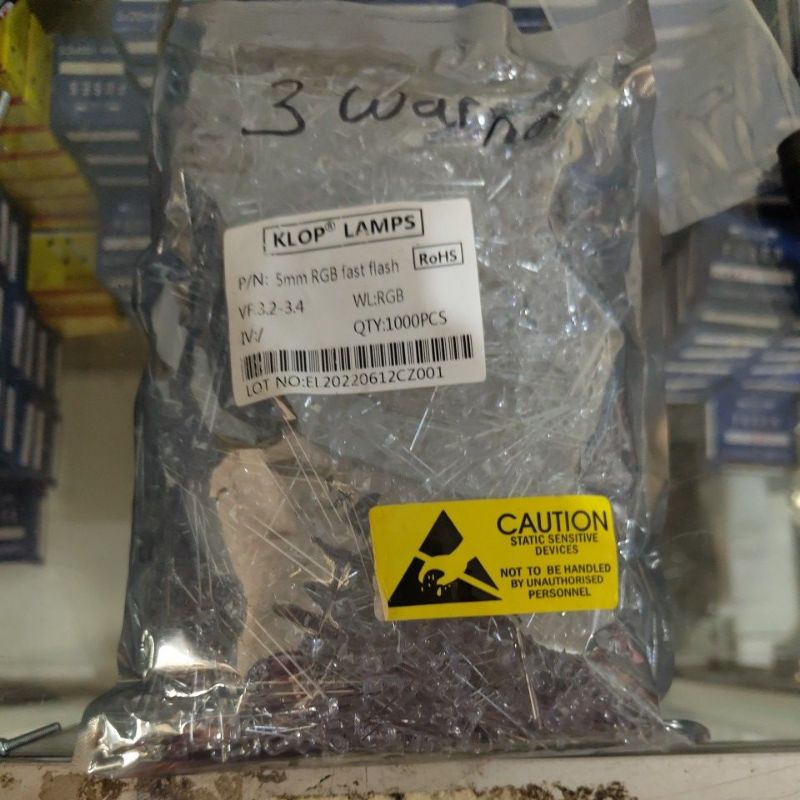 3 warna
KLOP® LAMPS
P/N: 5mm RGB fast flash RoHS
VF:3.2-3.4 WL:RGB
IV:/ QTY:1000PCS
LOT NO:EL20220612CZ001
CAUTION
STATIC SENSITIVE
DEVICES
NOT TO BE HANDLED
BY UNAUTHORISED
PERSONNEL